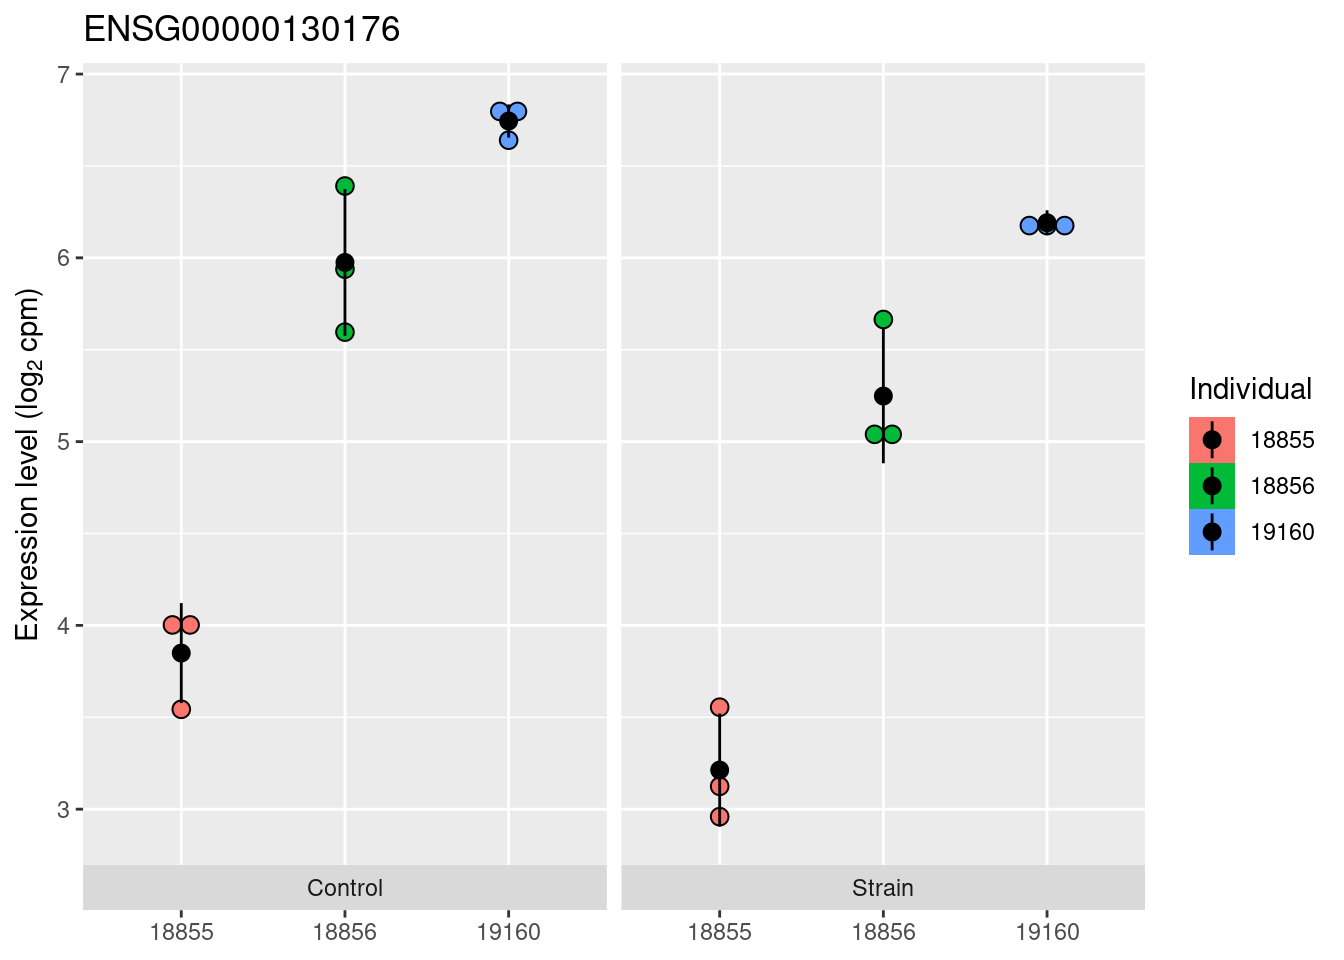 ENSG00000130176
Expression level (log₂ cpm)
7
6
5
4
3
Control
Strain
18855
18856
19160
18855
18856
19160
Individual
18855
18856
19160